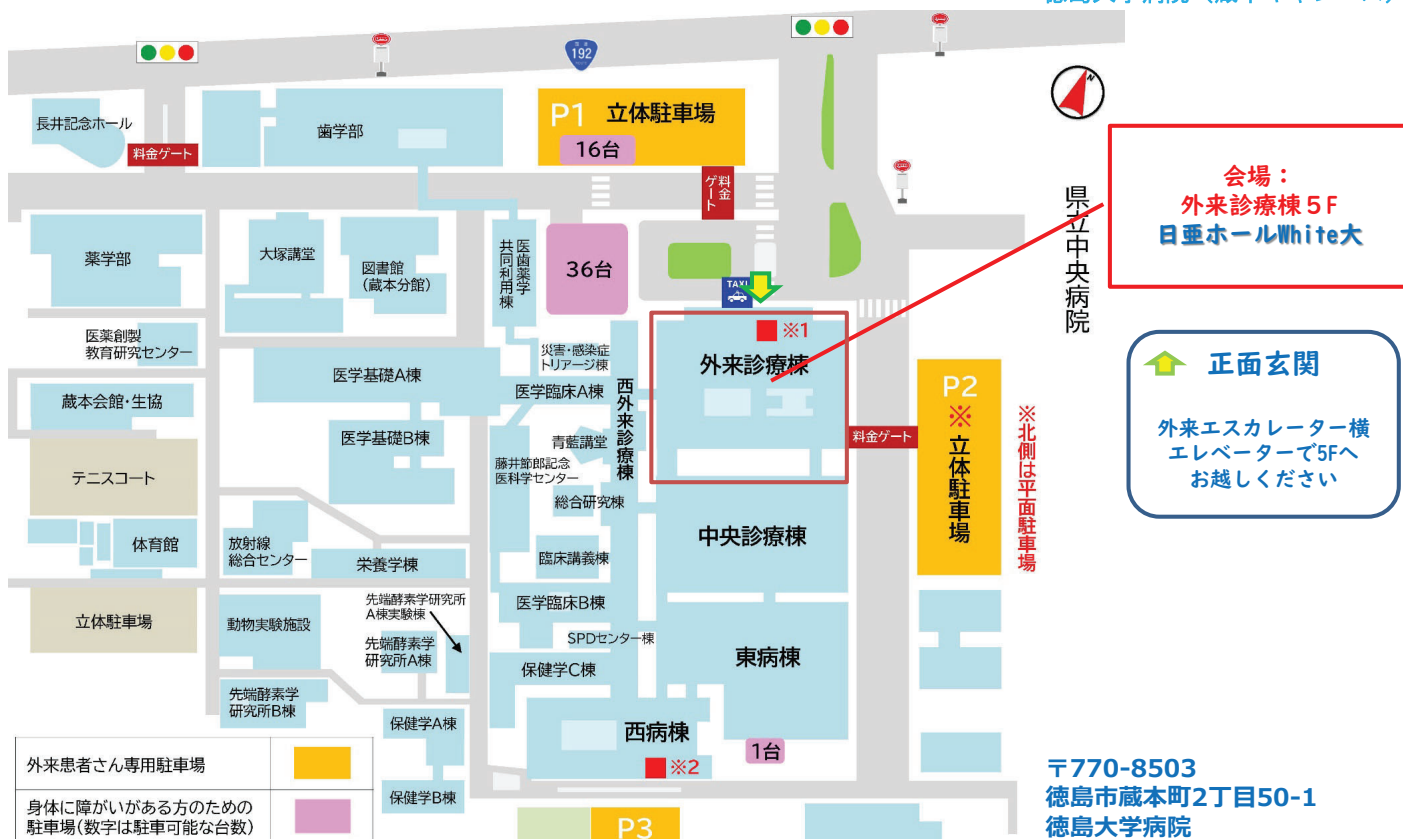 192
長井記念ホール
料金ゲート
歯学部
P1 立体駐車場
16台
料金
ゲート
県立中央病院
会場：
外来診療棟５F
日亜ホールWhite大
薬学部
大塚講堂
図書館
(蔵本分館)
医歯薬学
共同利用棟
36台
TAXI
※1
外来診療棟
正面玄関
外来エスカレーター横
エレベーターで5Fへ
お越しください
医薬創製
教育研究センター
災害・感染症
トリアージ棟
医学基礎A棟
医学臨床A棟
西外来診療棟
蔵本会館・生協
医学基礎B棟
青藍講堂
料金ゲート
P2
※
立体駐車場
※北側は平面駐車場
テニスコート
藤井節郎記念
医科学センター
総合研究棟
中央診療棟
体育館
放射線
総合センター
栄養学棟
臨床講義棟
立体駐車場
動物実験施設
先端酵素学研究所
A棟実験棟
先端酵素学
研究所A棟
医学臨床B棟
SPDセンター棟
保健学C棟
東病棟
先端酵素学
研究所B棟
保健学A棟
西病棟
※2
1台
保健学B棟
P3
外来患者さん専用駐車場
身体に障がいがある方のための
駐車場(数字は駐車可能な台数)
〒770-8503
徳島市蔵本町2丁目50-1
徳島大学病院